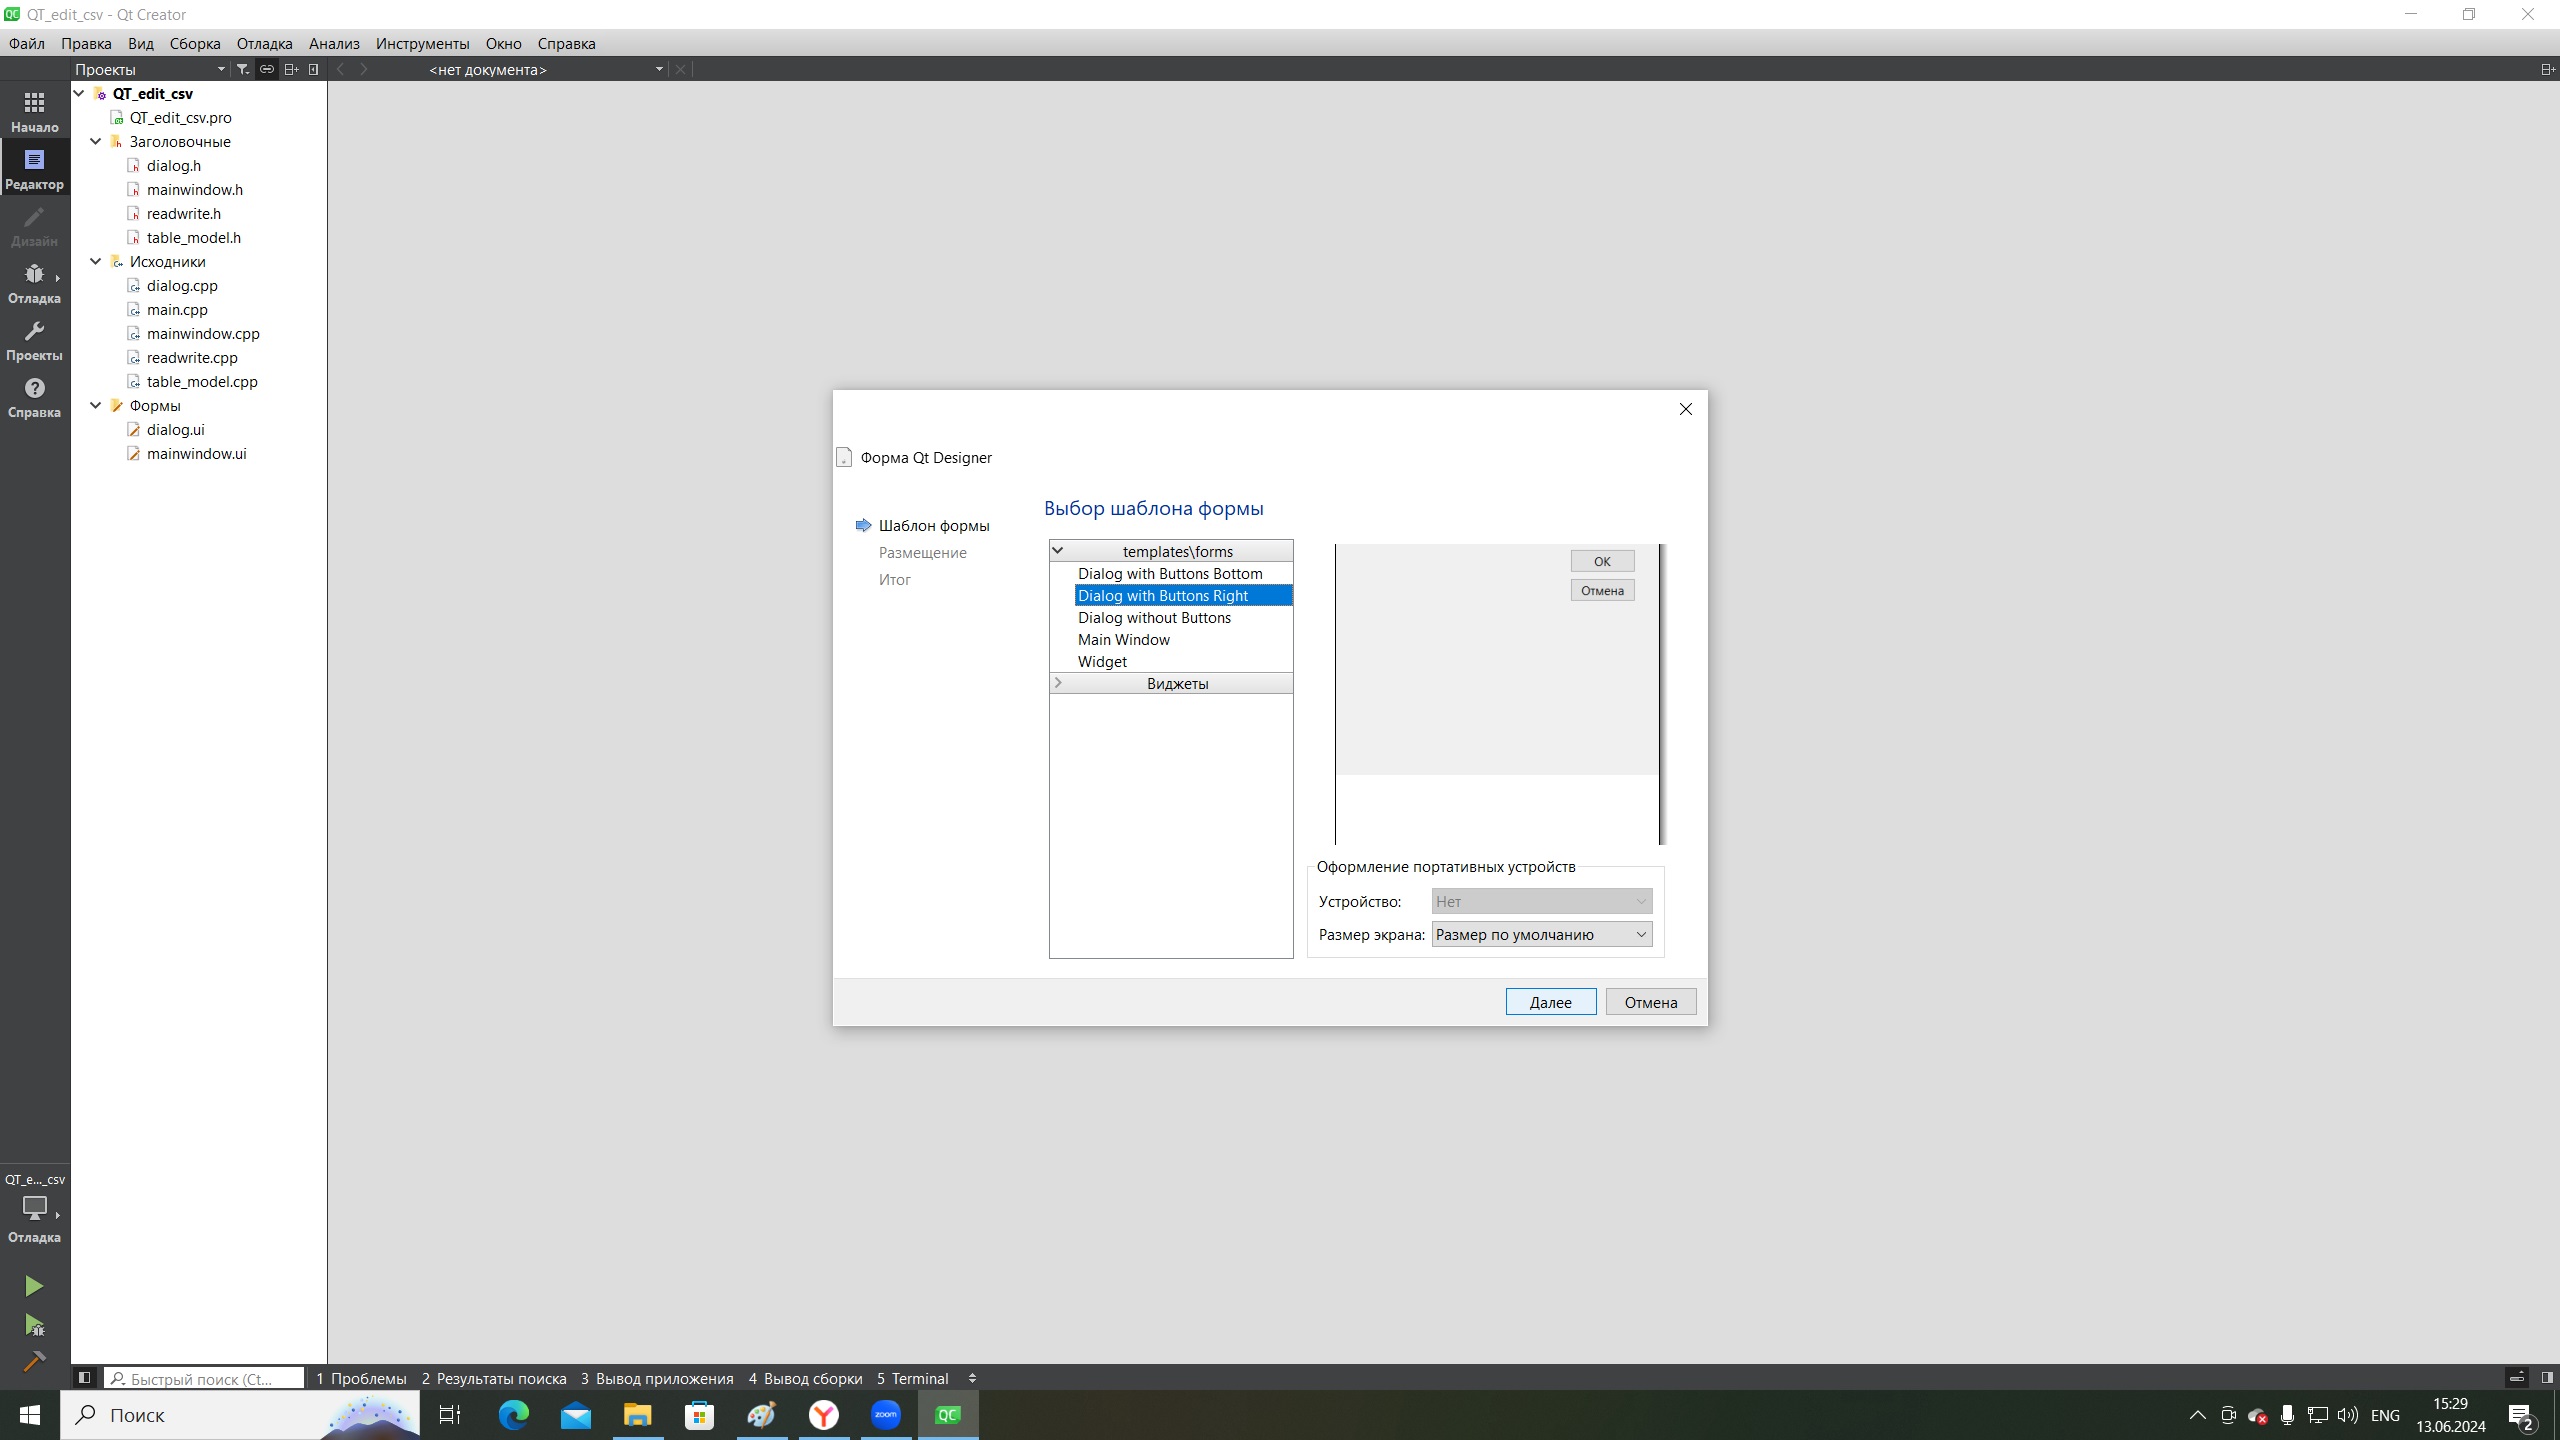 QT_edit_csv - Qt Creator
Файл Правка Вид Сборка Отладка Анализ Инструменты Окно Справка
Проекты <нет документа>
Начало
Редактор
Дизайн
Отладка
Проекты
Справка
QT_edit_csv
QT_edit_csv.pro
Заголовочные
dialog.h
mainwindow.h
readwrite.h
table_model.h
Исходники
dialog.cpp
main.cpp
mainwindow.cpp
readwrite.cpp
table_model.cpp
Формы
dialog.ui
mainwindow.ui
Форма Qt Designer
Шаблон формы
Размещение
Итог
Выбор шаблона формы
templates\forms
Dialog with Buttons Bottom
Dialog with Buttons Right
Dialog without Buttons
Main Window
Widget
Виджеты
OK
Отмена
Оформление портативных устройств
Устройство: Нет
Размер экрана: Размер по умолчанию
Далее Отмена
QT_e..._csv
Отладка
Быстрый поиск (Ct... 1 Проблемы 2 Результаты поиска 3 Вывод приложения 4 Вывод сборки 5 Terminal
Поиск
zoom
QC
ENG
15:29
13.06.2024
2